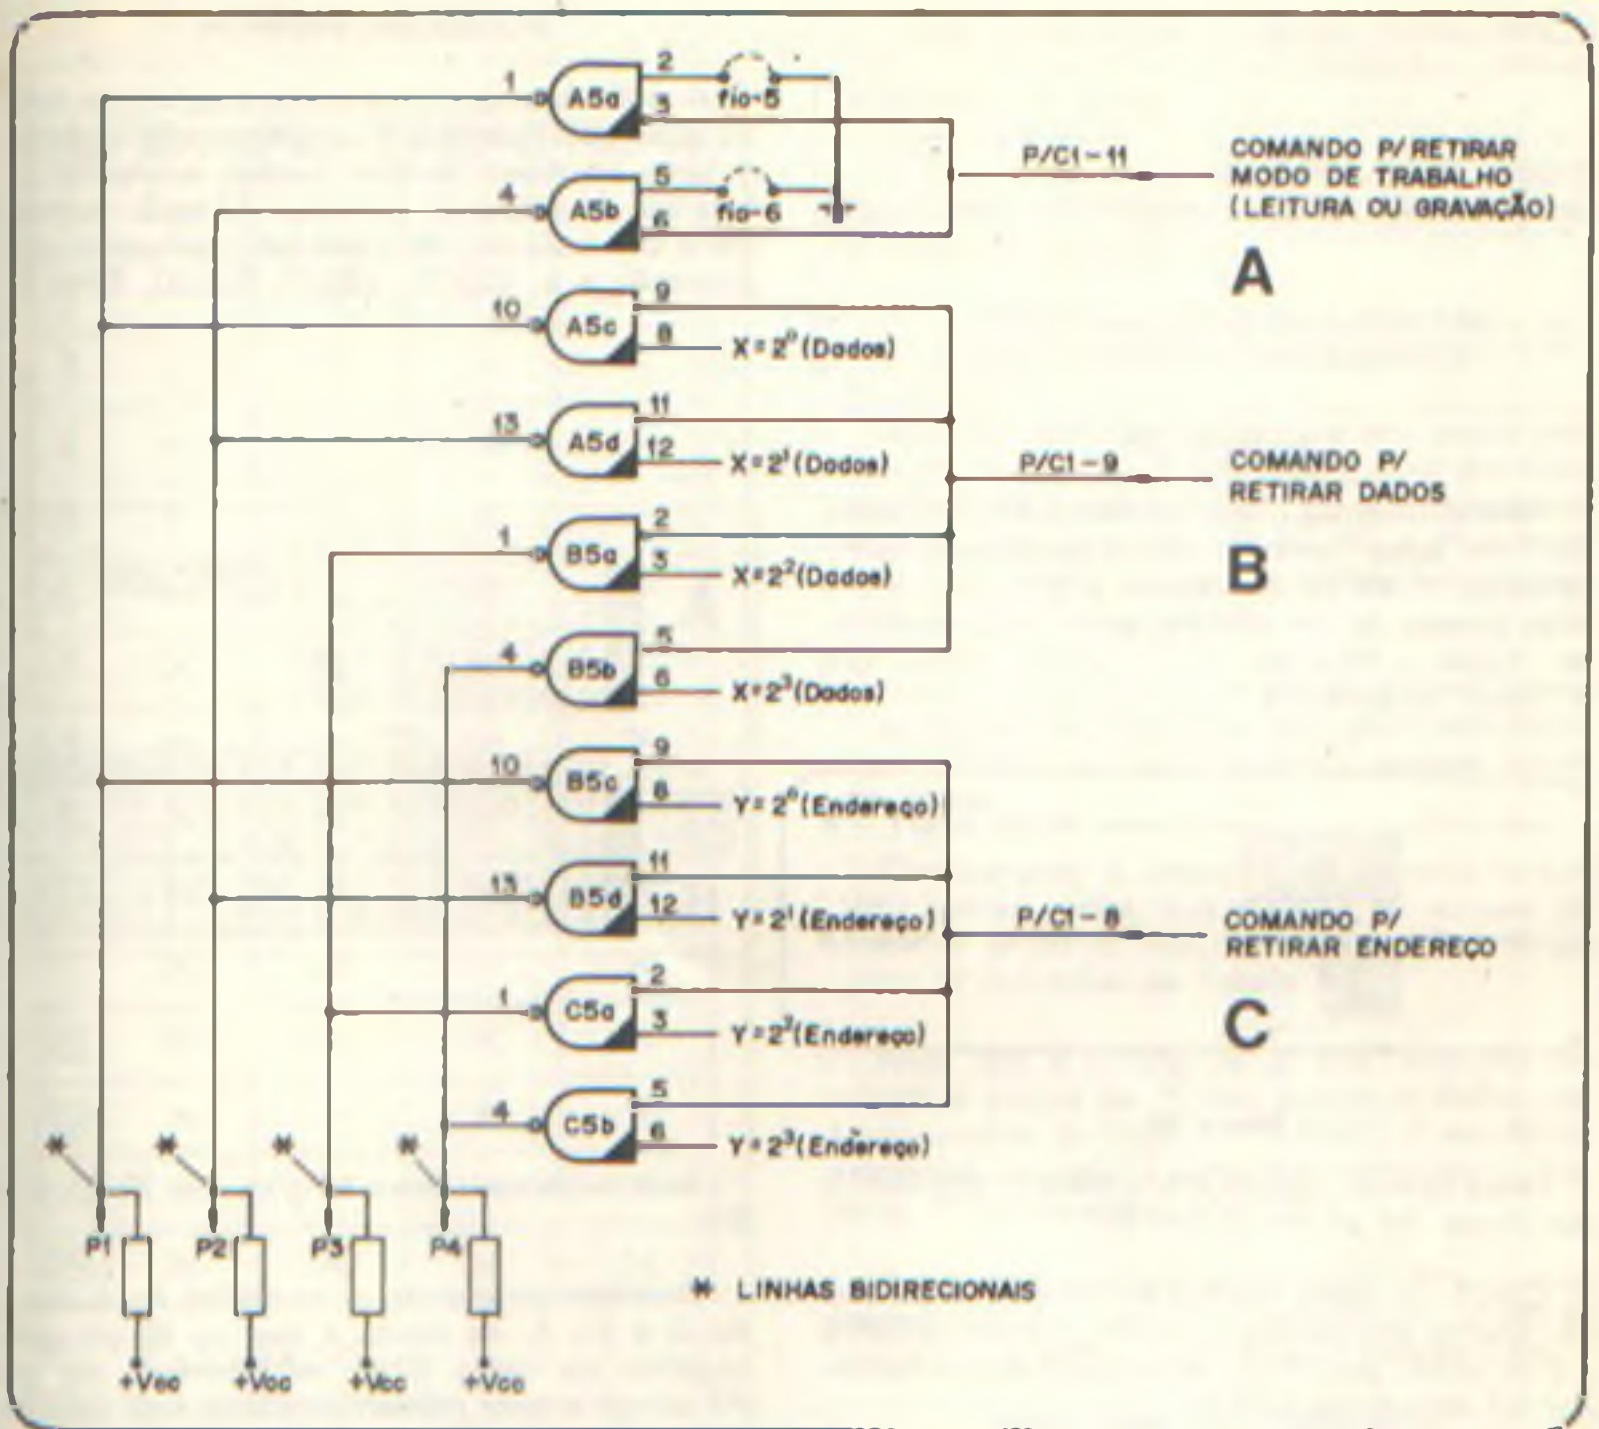 1
A5a
2
fio-5
3
4
A5b
5
fio-6
6
P/C1-11
COMANDO P/ RETIRAR
MODO DE TRABALHO
(LEITURA OU GRAVAÇÃO)
A
10
A5c
9
8
X=2⁰(Dados)
13
A5d
11
12
X=2¹(Dados)
P/C1-9
COMANDO P/
RETIRAR DADOS
B
1
B5a
2
3
X=2²(Dados)
4
B5b
5
6
X=2³(Dados)
10
B5c
9
8
Y=2⁰(Endereço)
13
B5d
11
12
Y=2¹(Endereço)
P/C1-8
COMANDO P/
RETIRAR ENDEREÇO
C
1
C5a
2
3
Y=2²(Endereço)
4
C5b
5
6
Y=2³(Endereço)
* * * *
P1 P2 P3 P4
* LINHAS BIDIRECIONAIS
+Vcc +Vcc +Vcc +Vcc